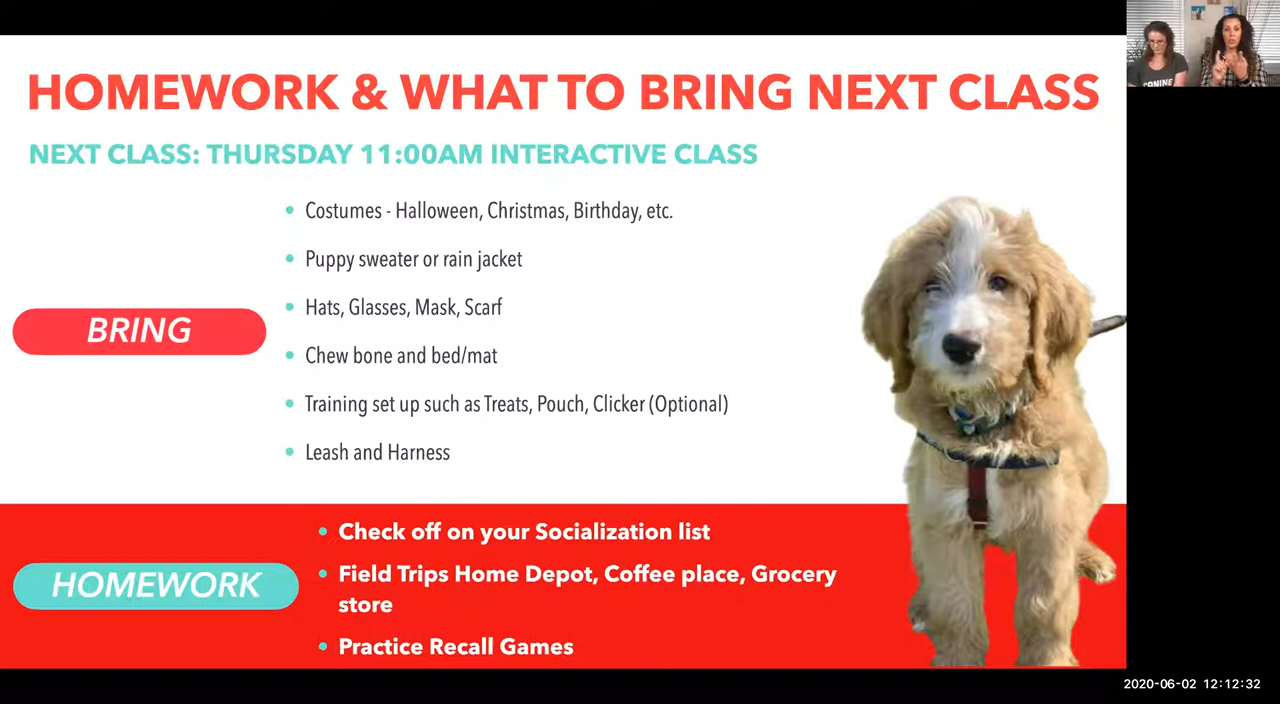 HOMEWORK & WHAT TO BRING NEXT CLASS
NEXT CLASS: THURSDAY 11:00AM INTERACTIVE CLASS
BRING
• Costumes - Halloween, Christmas, Birthday, etc.
• Puppy sweater or rain jacket
• Hats, Glasses, Mask, Scarf
• Chew bone and bed/mat
• Training set up such as Treats, Pouch, Clicker (Optional)
• Leash and Harness
HOMEWORK
• Check off on your Socialization list
• Field Trips Home Depot, Coffee place, Grocery
store
• Practice Recall Games
CANINE
2020-06-02 12:12:32